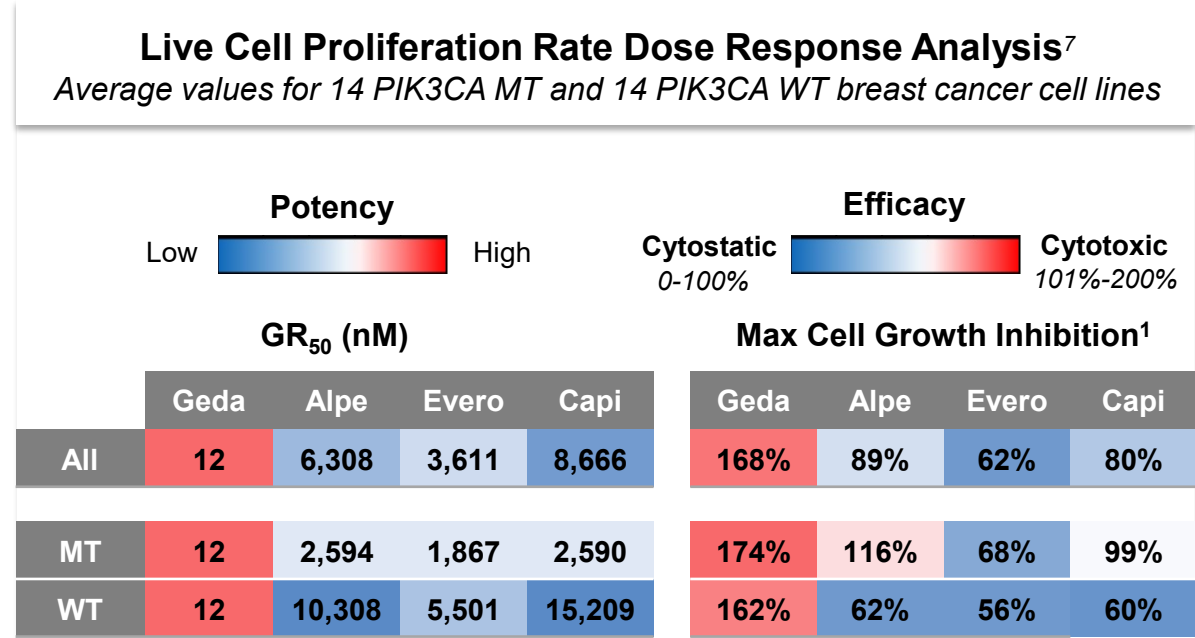 Live Cell Proliferation Rate Dose Response Analysis⁷
Average values for 14 PIK3CA MT and 14 PIK3CA WT breast cancer cell lines
Potency
Low High
Efficacy
Cytostatic
0-100%
Cytotoxic
101%-200%
GR₅₀ (nM)
Max Cell Growth Inhibition¹
Geda Alpe Evero Capi Geda Alpe Evero Capi
All 12 6,308 3,611 8,666 168% 89% 62% 80%
MT 12 2,594 1,867 2,590 174% 116% 68% 99%
WT 12 10,308 5,501 15,209 162% 62% 56% 60%